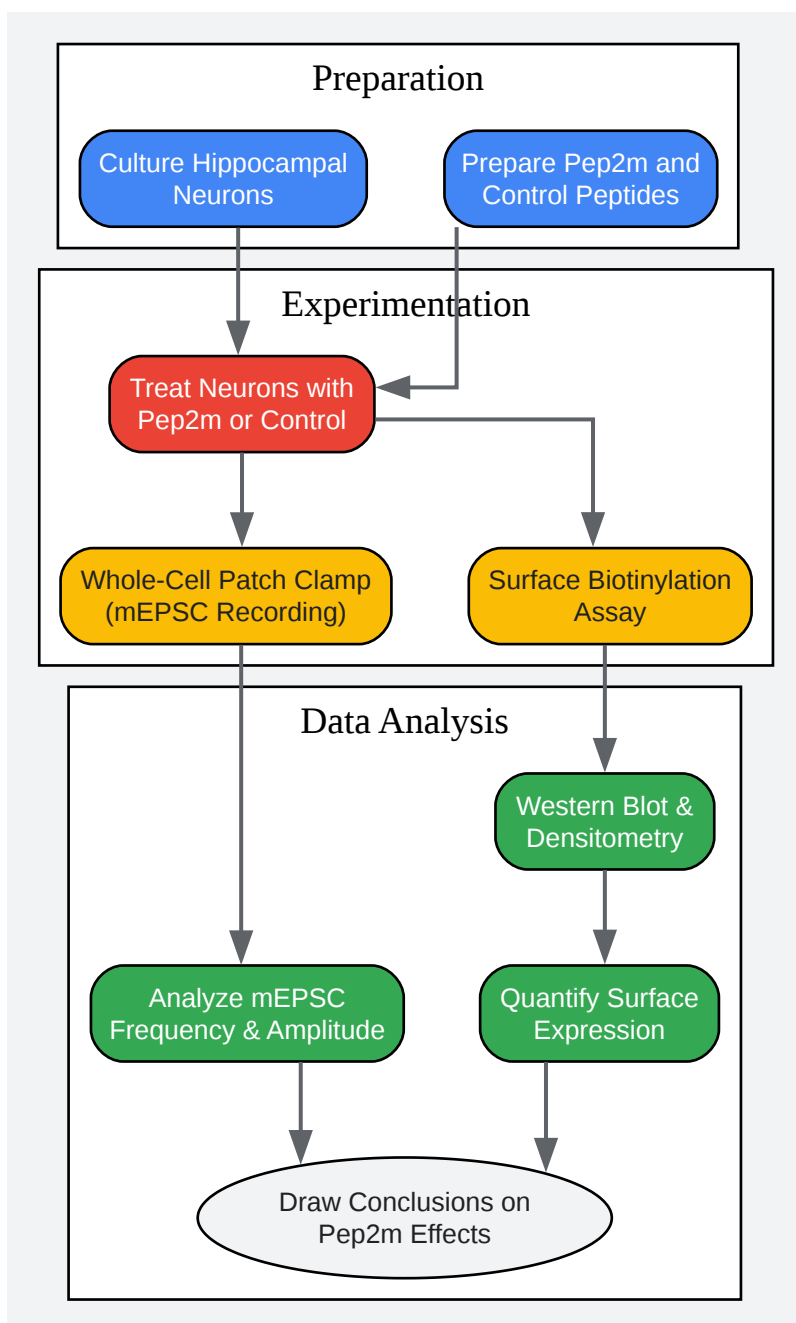 Preparation
Culture Hippocampal
Neurons
Prepare Pep2m and
Control Peptides
Experimentation
Treat Neurons with
Pep2m or Control
Whole-Cell Patch Clamp
(mEPSC Recording)
Surface Biotinylation
Assay
Data Analysis
Western Blot &
Densitometry
Analyze mEPSC
Frequency & Amplitude
Quantify Surface
Expression
Draw Conclusions on
Pep2m Effects